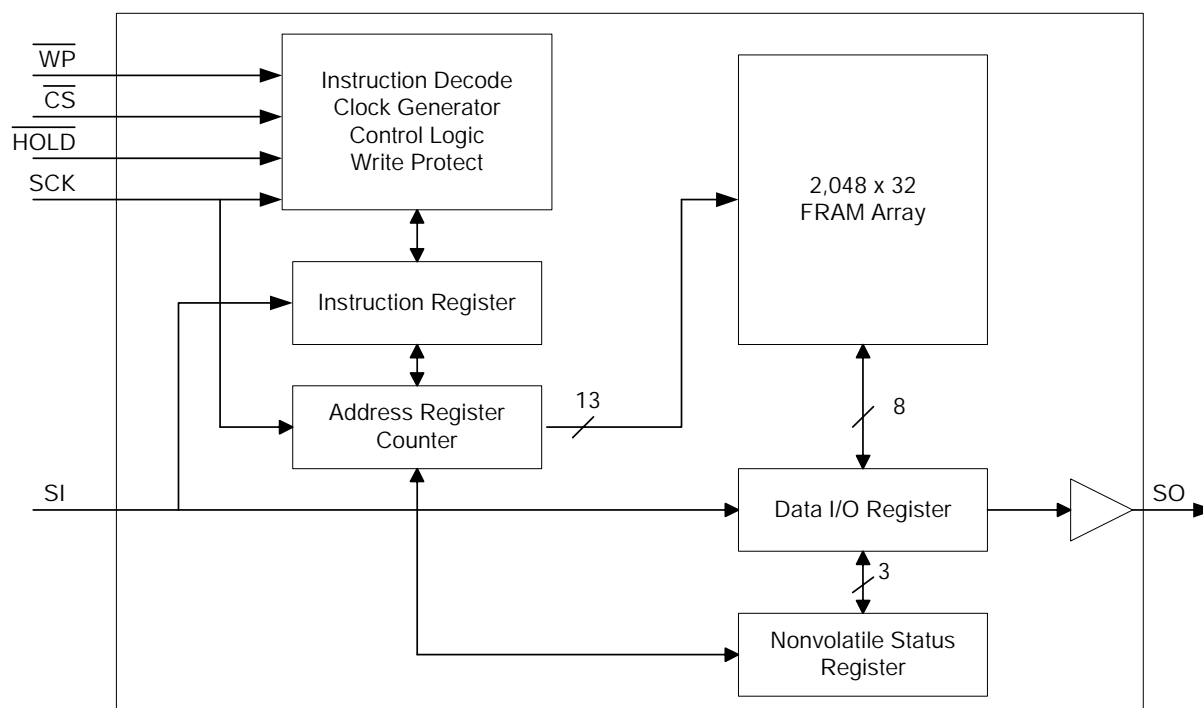 WP
CS
HOLD
SCK
Instruction Decode
Clock Generator
Control Logic
Write Protect
2,048 x 32
FRAM Array
Instruction Register
Address Register
Counter
13
8
SI
Data I/O Register
SO
3
Nonvolatile Status
Register